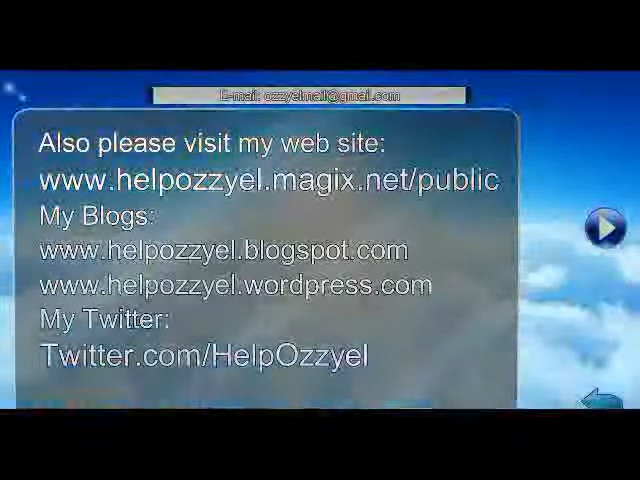 E-mail: ozzyelmail@gmail.com
Also please visit my web site:
www.helpozzyel.magix.net/public
My Blogs:
www.helpozzyel.blogspot.com
www.helpozzyel.wordpress.com
My Twitter:
Twitter.com/HelpOzzyel